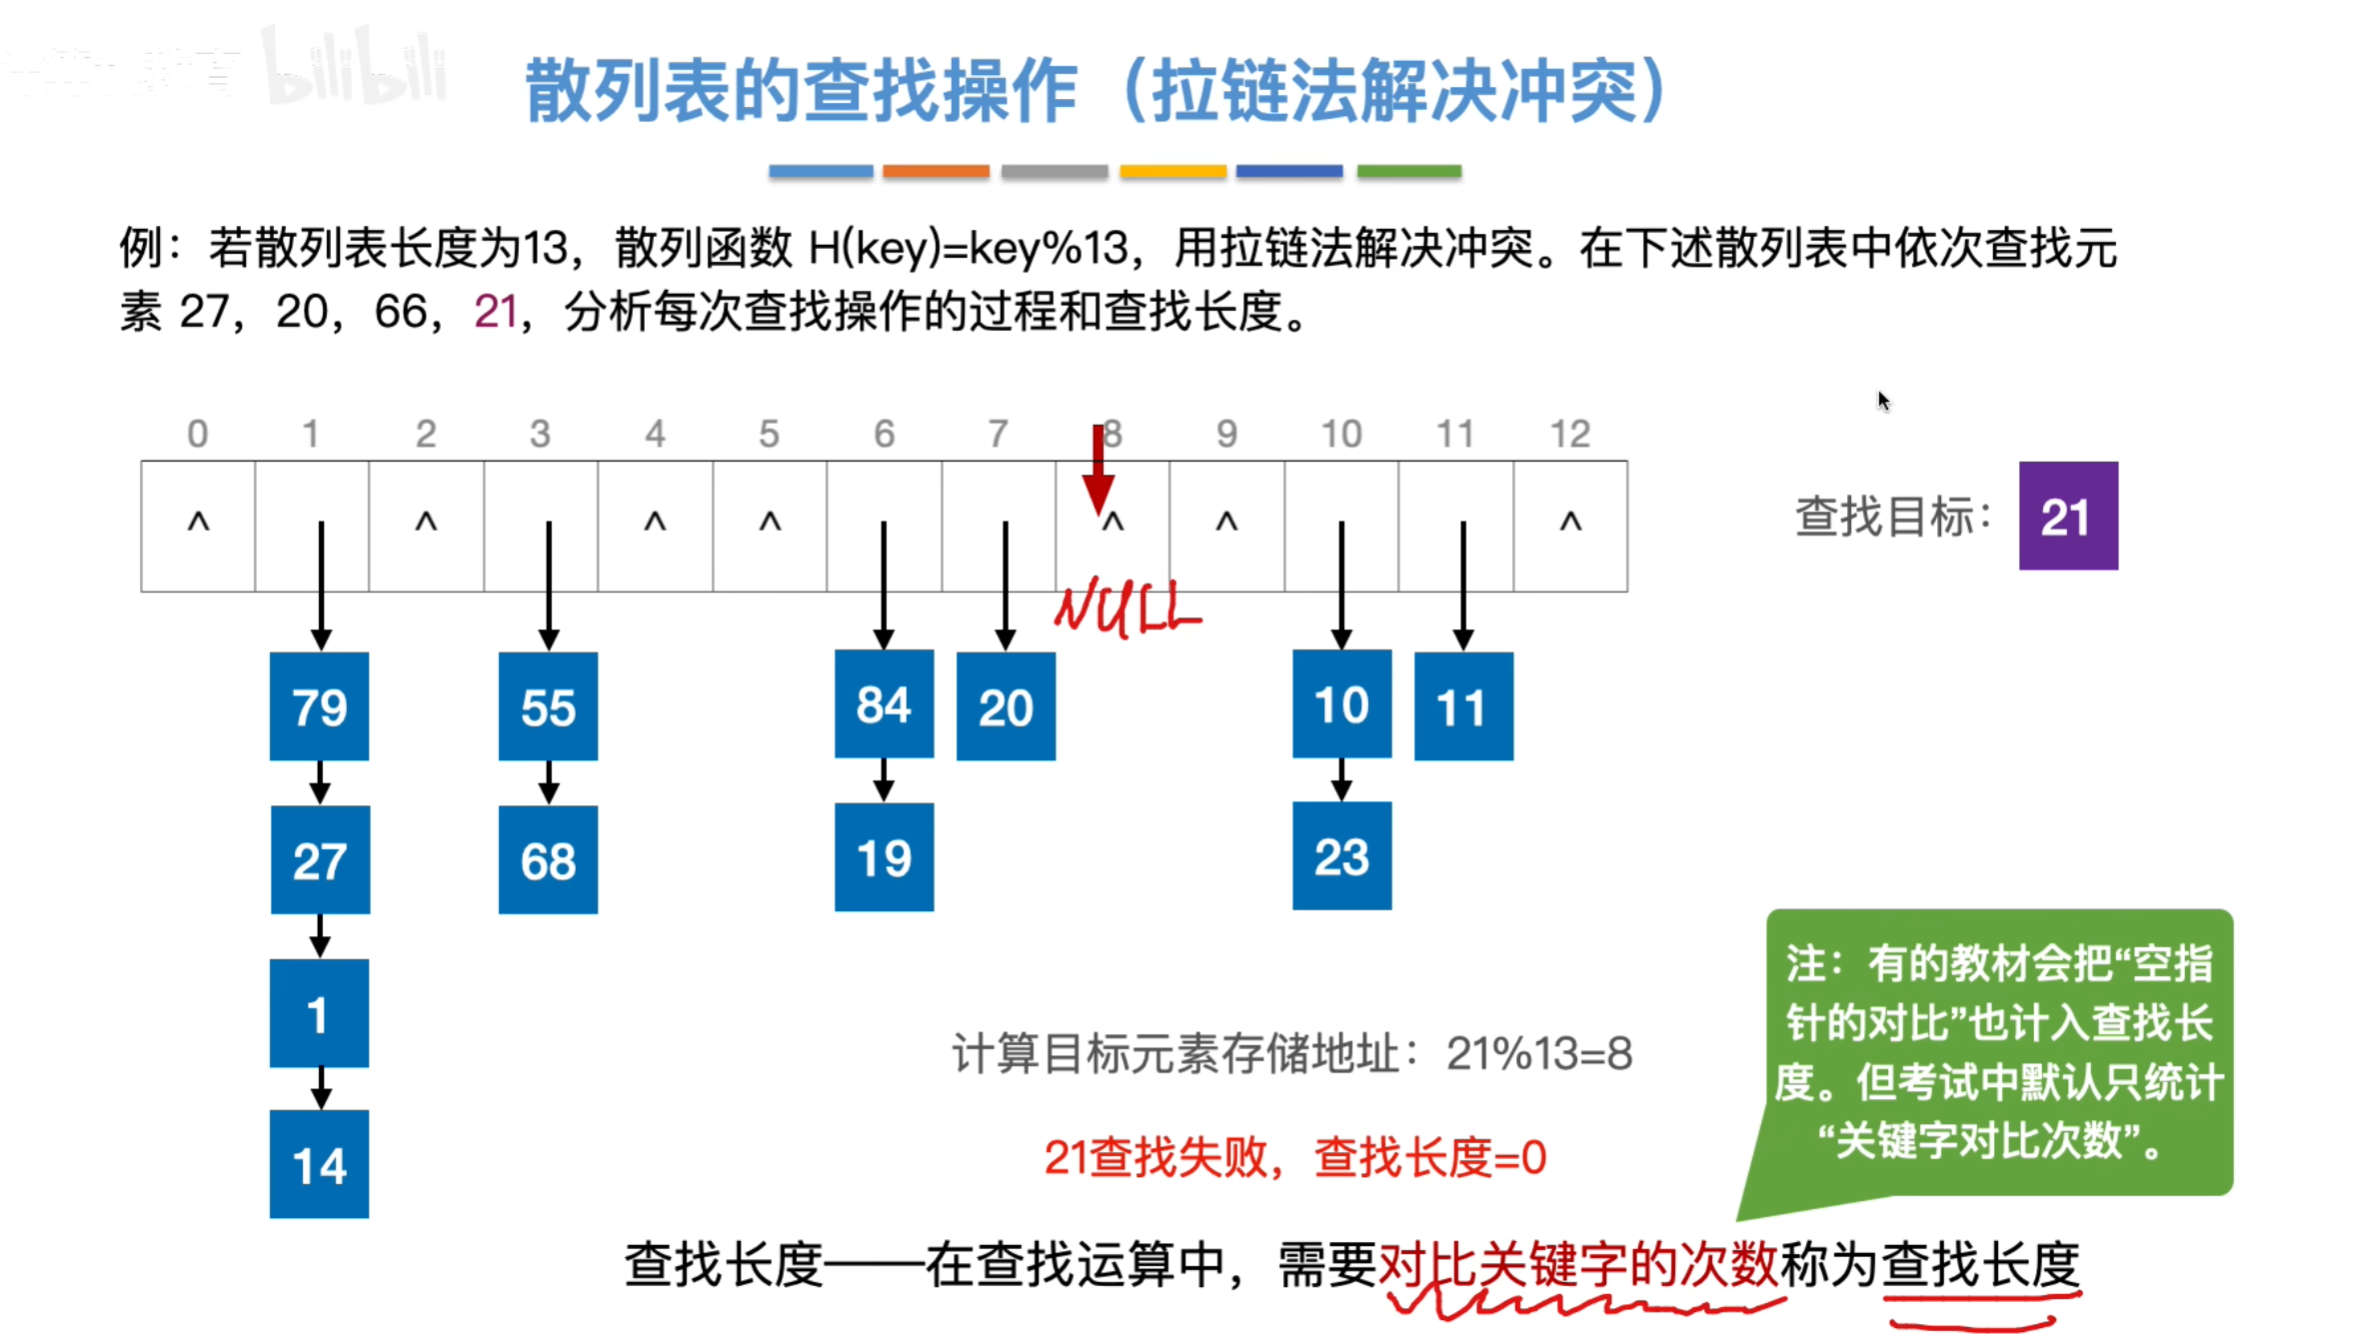 bilibili
散列表的查找操作（拉链法解决冲突）
例：若散列表长度为13，散列函数 H(key)=key%13，用拉链法解决冲突。在下述散列表中依次查找元
素 27，20，66，21，分析每次查找操作的过程和查找长度。
0 1 2 3 4 5 6 7 8 9 10 11 12
^ ^ ^ ^ ^ ^ ^
查找目标： 21
NULL
79 55 84 20 10 11
27 68 19 23
1
14
计算目标元素存储地址：21%13=8
21查找失败，查找长度=0
注：有的教材会把“空指
针的对比”也计入查找长
度。但考试中默认只统计
“关键字对比次数”。
查找长度——在查找运算中，需要对比关键字的次数称为查找长度